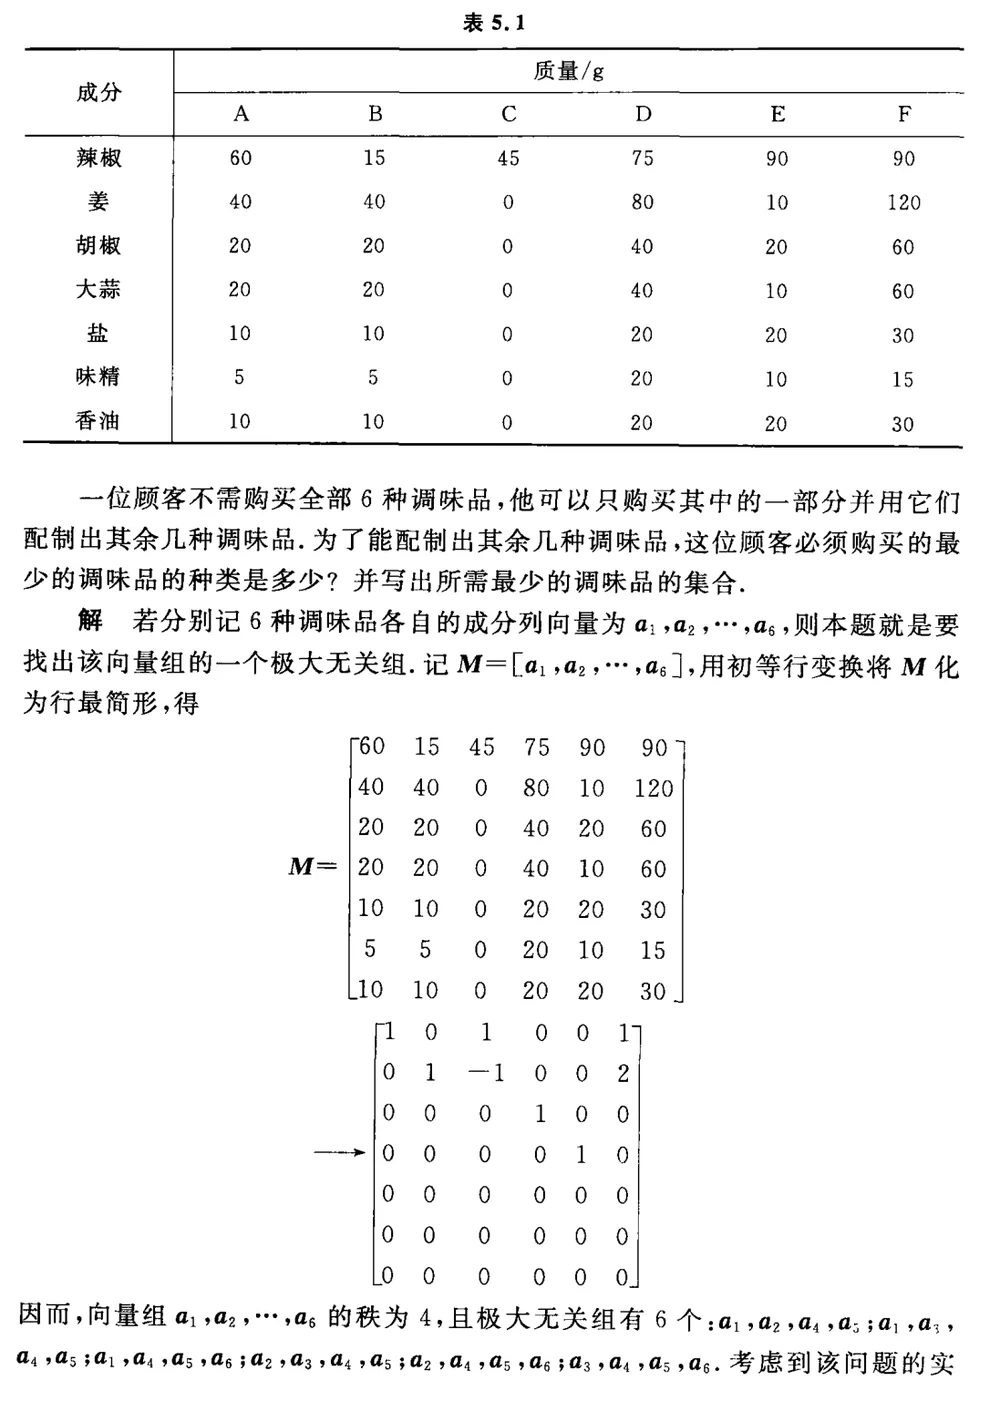 表 5.1
成分 质量/g
A B C D E F
辣椒 60 15 45 75 90 90
姜 40 40 0 80 10 120
胡椒 20 20 0 40 20 60
大蒜 20 20 0 40 10 60
盐 10 10 0 20 20 30
味精 5 5 0 20 10 15
香油 10 10 0 20 20 30
一位顾客不需购买全部 6 种调味品,他可以只购买其中的一部分并用它们
配制出其余几种调味品.为了能配制出其余几种调味品,这位顾客必须购买的最
少的调味品的种类是多少? 并写出所需最少的调味品的集合.
解 若分别记 6 种调味品各自的成分列向量为 a₁,a₂,⋯,a₆,则本题就是要
找出该向量组的一个极大无关组.记 M=[a₁,a₂,⋯,a₆],用初等行变换将 M 化
为行最简形,得
60 15 45 75 90 90
40 40 0 80 10 120
20 20 0 40 20 60
M= 20 20 0 40 10 60
10 10 0 20 20 30
5 5 0 20 10 15
10 10 0 20 20 30
1 0 1 0 0 1
0 1 −1 0 0 2
0 0 0 1 0 0
→ 0 0 0 0 1 0
0 0 0 0 0 0
0 0 0 0 0 0
0 0 0 0 0 0
因而,向量组 a₁,a₂,⋯,a₆ 的秩为 4,且极大无关组有 6 个:a₁,a₂,a₄,a₅;a₁,a₃,
a₄,a₅;a₁,a₄,a₅,a₆;a₂,a₃,a₄,a₅;a₂,a₄,a₅,a₆;a₃,a₄,a₅,a₆.考虑到该问题的实